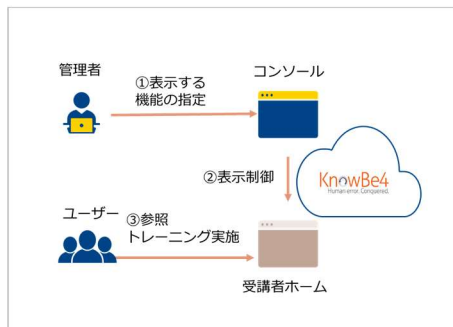 管理者
①表示する
機能の指定
コンソール
②表示制御
KnowBe4
Human error. Conquered.
ユーザー
③参照
トレーニング実施
受講者ホーム